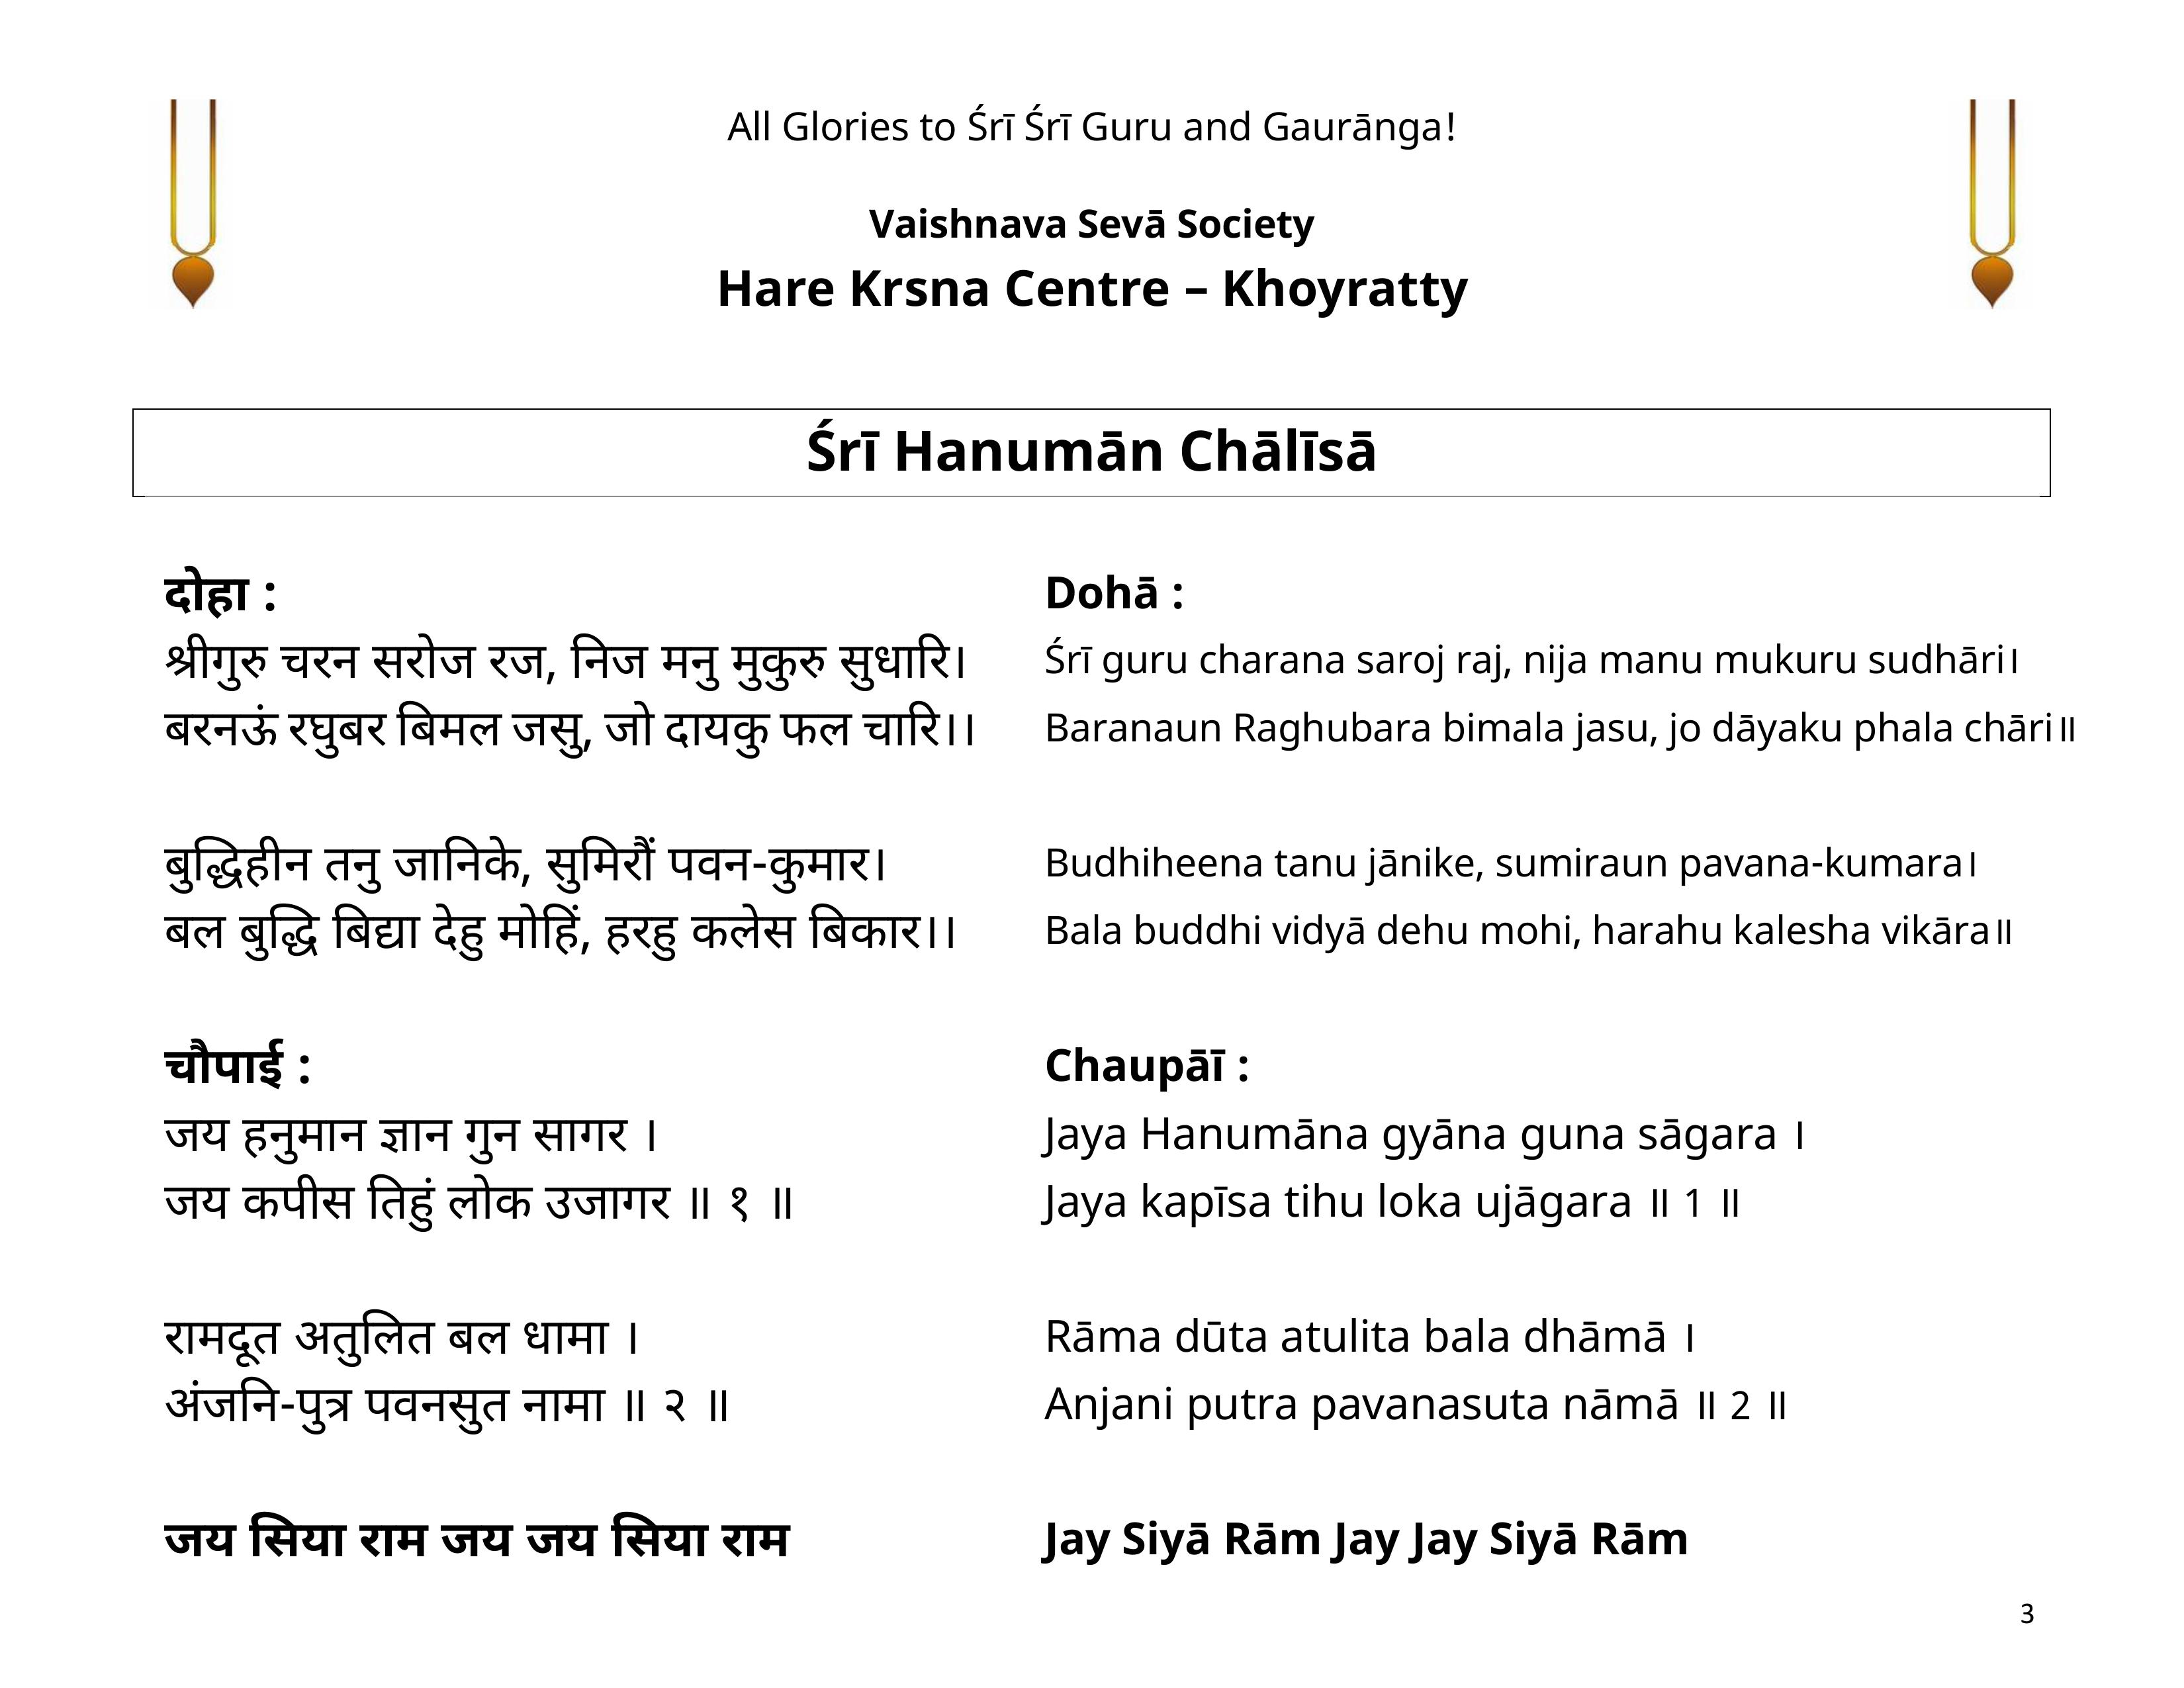 All Glories to Śrī Śrī Guru and Gaurānga!
Vaishnava Sevā Society
Hare Krsna Centre – Khoyratty
Śrī Hanumān Chālīsā
दोहा :
श्रीगुरु चरन सरोज रज, निज मनु मुकुरु सुधारि।
बरनऊं रघुबर बिमल जसु, जो दायकु फल चारि।।
बुद्धिहीन तनु जानिके, सुमिरौं पवन-कुमार।
बल बुद्धि बिद्या देहु मोहिं, हरहु कलेस बिकार।।
चौपाई :
जय हनुमान ज्ञान गुन सागर ।
जय कपीस तिहुं लोक उजागर ॥ १ ॥
रामदूत अतुलित बल धामा ।
अंजनि-पुत्र पवनसुत नामा ॥ २ ॥
जय सिया राम जय जय सिया राम
Dohā :
Śrī guru charana saroj raj, nija manu mukuru sudhāri।
Baranaun Raghubara bimala jasu, jo dāyaku phala chāri॥
Budhiheena tanu jānike, sumiraun pavana-kumara।
Bala buddhi vidyā dehu mohi, harahu kalesha vikāra॥
Chaupāī :
Jaya Hanumāna gyāna guna sāgara ।
Jaya kapīsa tihu loka ujāgara ॥ 1 ॥
Rāma dūta atulita bala dhāmā ।
Anjani putra pavanasuta nāmā ॥ 2 ॥
Jay Siyā Rām Jay Jay Siyā Rām
3